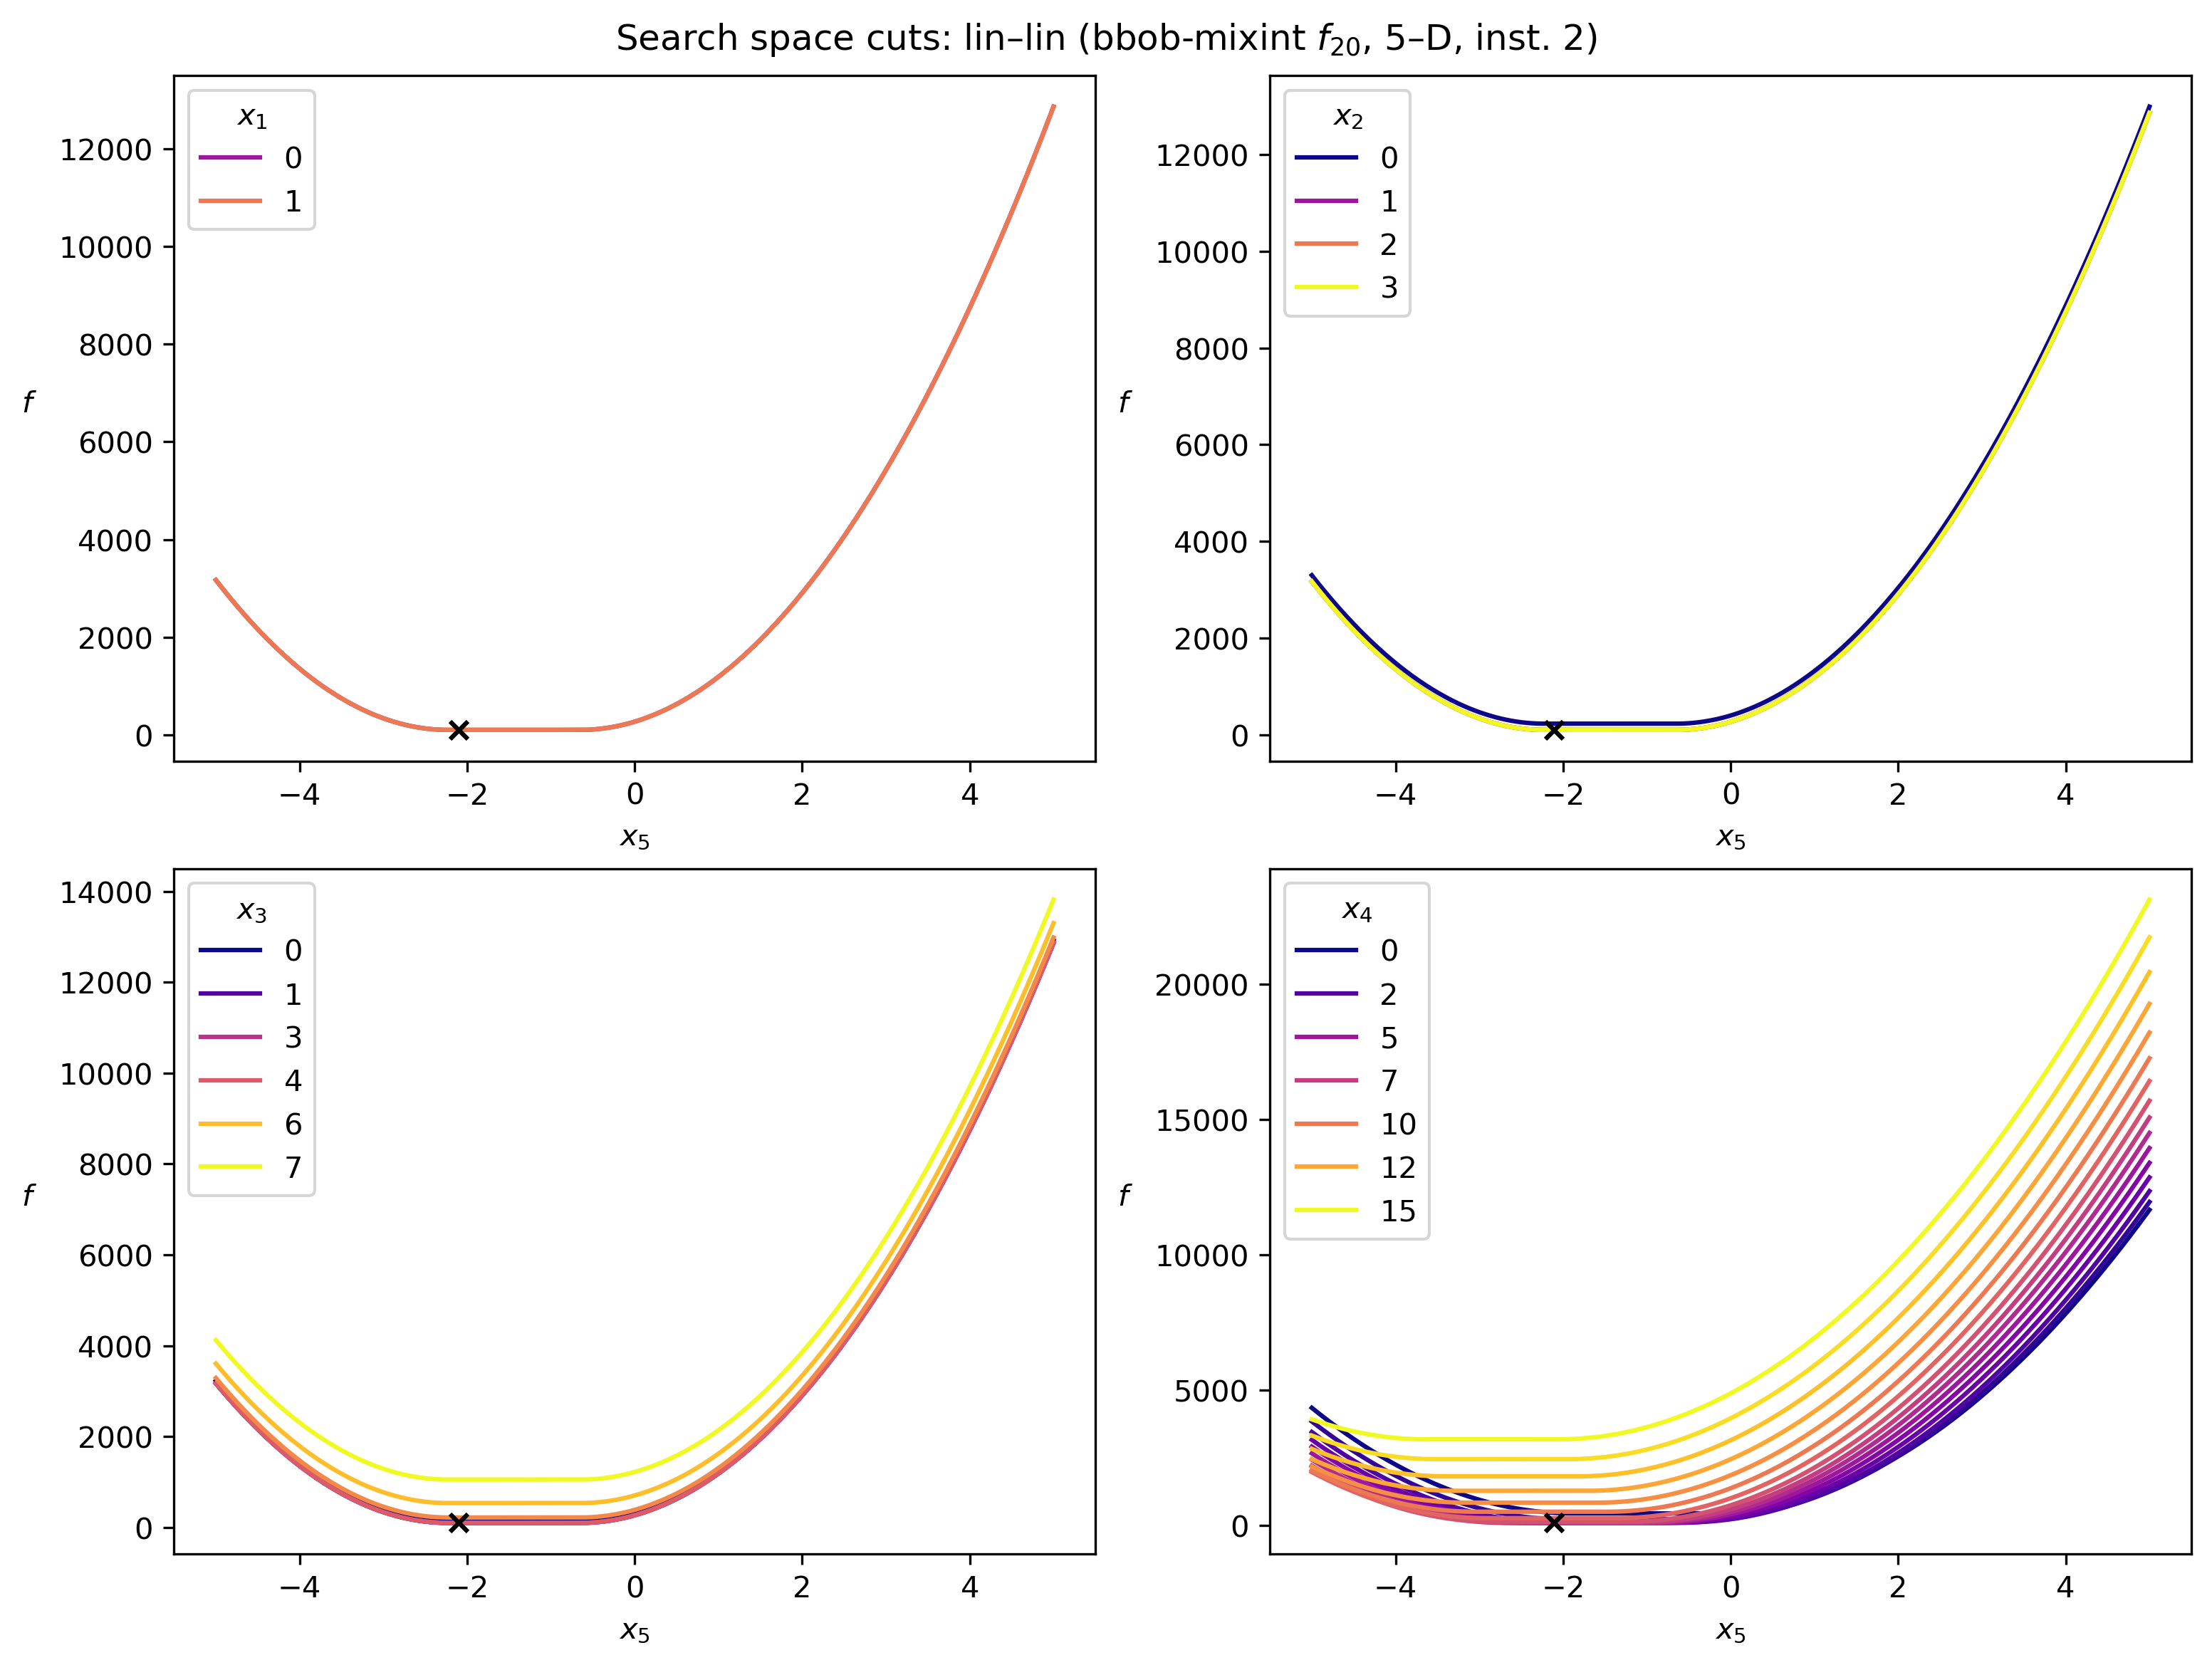 Search space cuts: lin–lin (bbob-mixint f20, 5–D, inst. 2)
x1
0
1
12000
10000
8000
6000
4000
2000
0
f
−4 −2 0 2 4
x5
x2
0
1
2
3
12000
10000
8000
6000
4000
2000
0
f
−4 −2 0 2 4
x5
x3
0
1
3
4
6
7
14000
12000
10000
8000
6000
4000
2000
0
f
−4 −2 0 2 4
x5
x4
0
2
5
7
10
12
15
20000
15000
10000
5000
0
f
−4 −2 0 2 4
x5